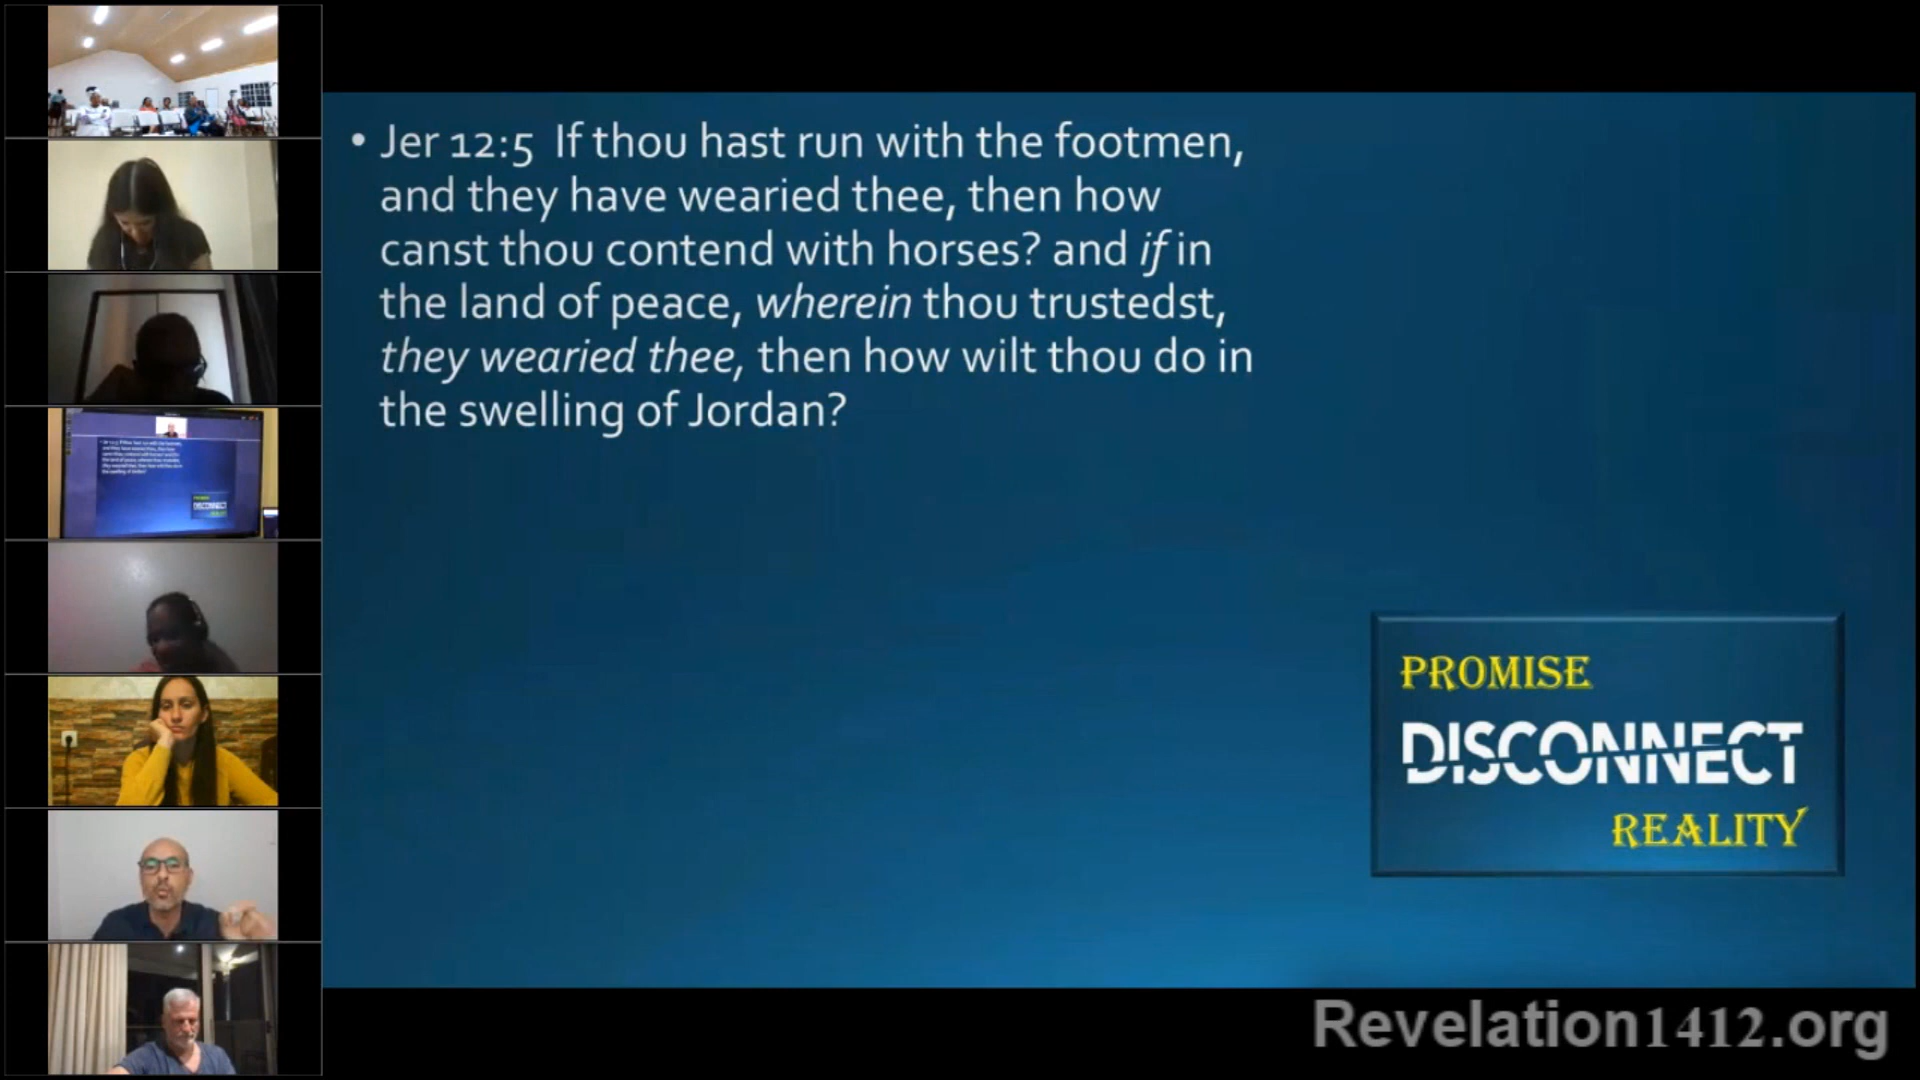 • Jer 12:5 If thou hast run with the footmen,
and they have wearied thee, then how
canst thou contend with horses? and if in
the land of peace, wherein thou trustedst,
they wearied thee, then how wilt thou do in
the swelling of Jordan?
PROMISE
DISCONNECT
REALITY
Revelation1412.org